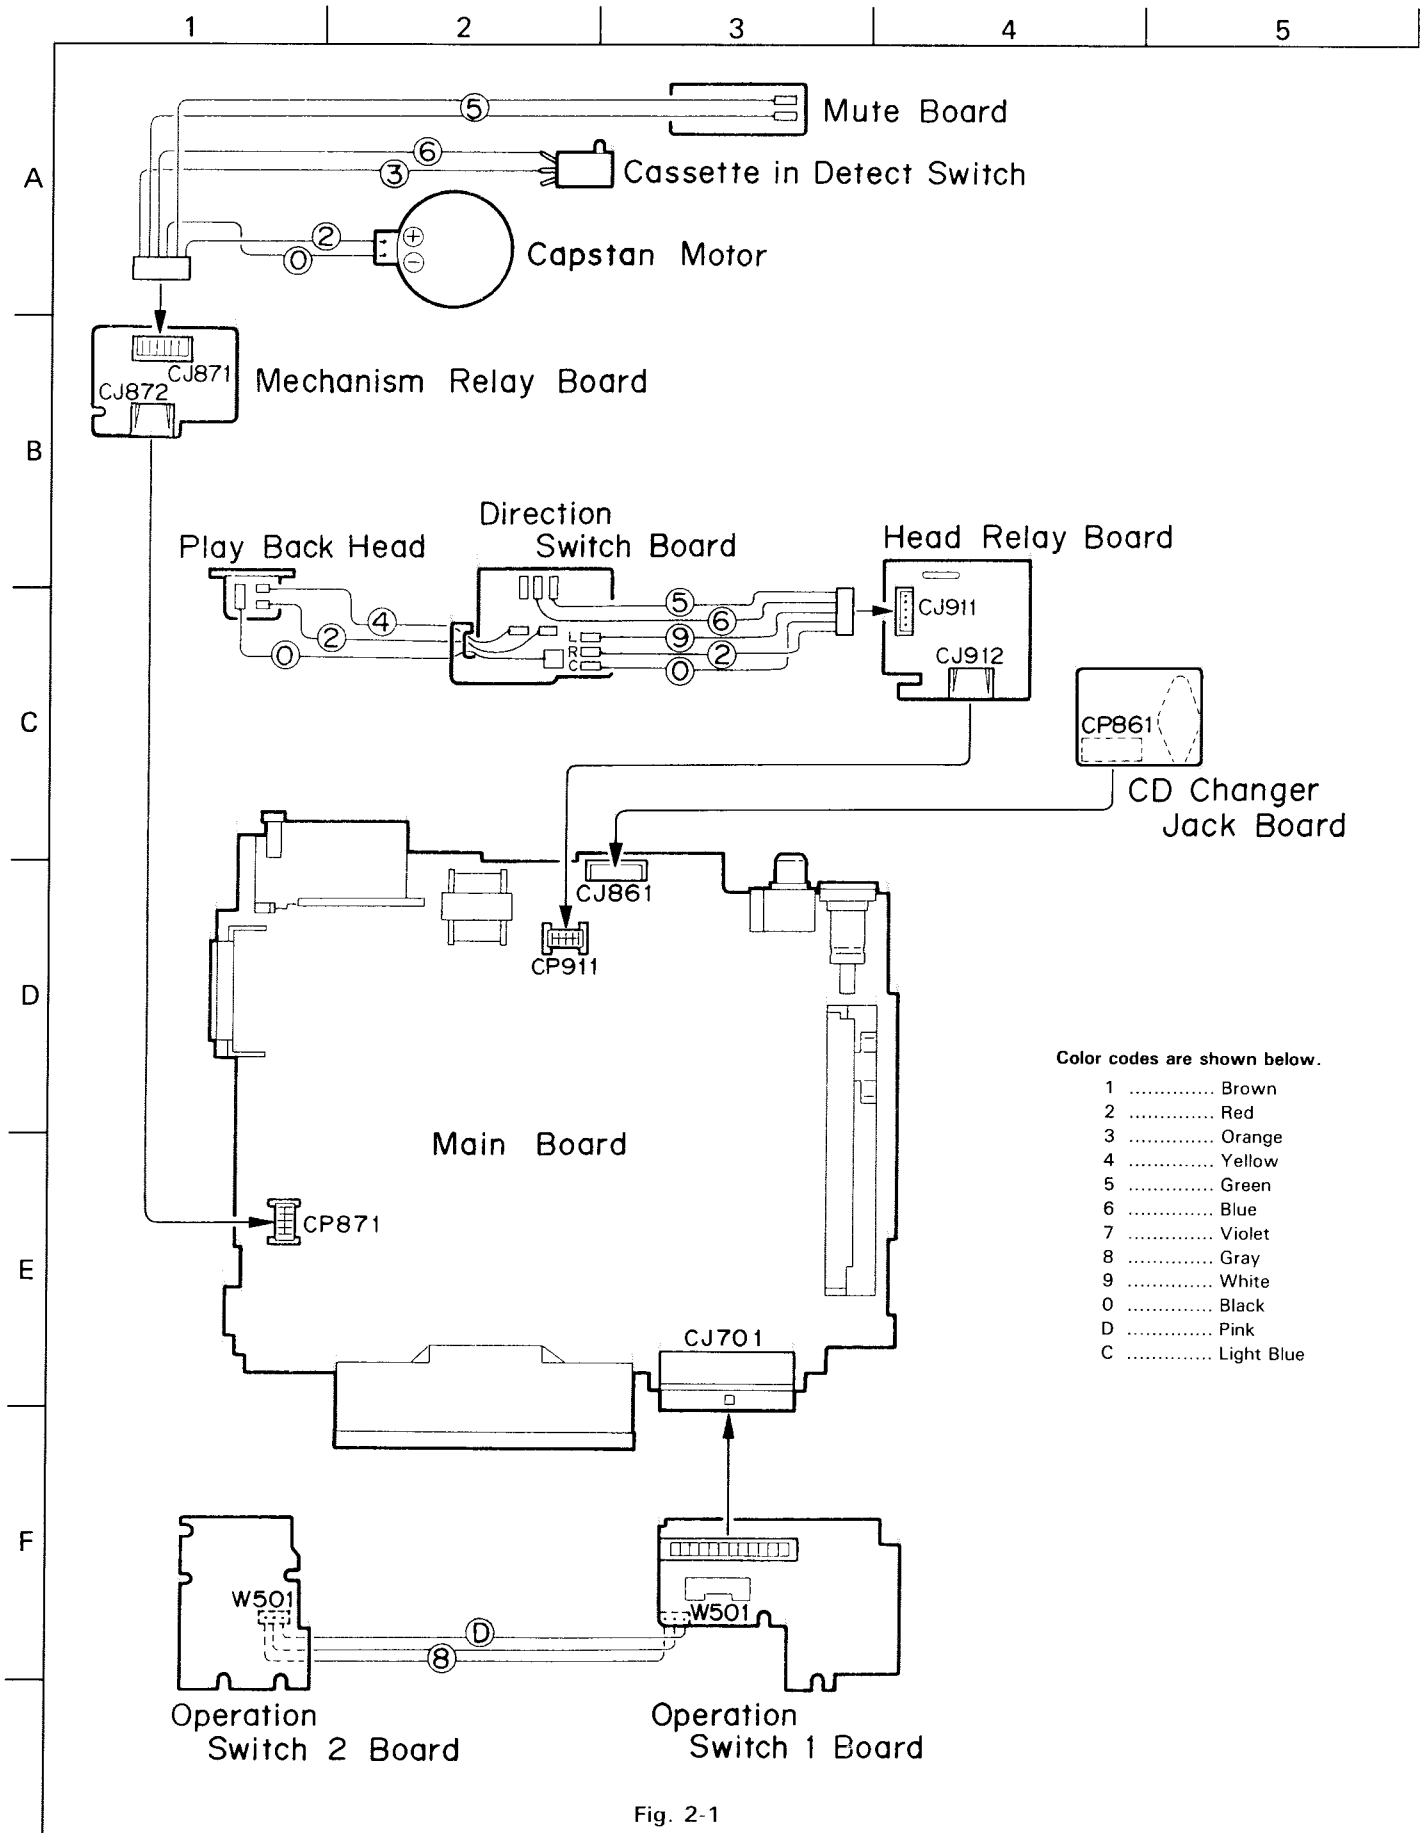 1 2 3 4 5
A
5 Mute Board
6
3 Cassette in Detect Switch
2 +
0 − Capstan Motor
CJ871
CJ872
Mechanism Relay Board
B
Direction
Switch Board
Play Back Head
Head Relay Board
4
2
0
L
R
C
5
6
9
2
0
CJ911
CJ912
C
CP861
CD Changer
Jack Board
CJ861
CP911
D
Main Board
CP871
E
CJ701
Color codes are shown below.
1 .............. Brown
2 .............. Red
3 .............. Orange
4 .............. Yellow
5 .............. Green
6 .............. Blue
7 .............. Violet
8 .............. Gray
9 .............. White
0 .............. Black
D .............. Pink
C .............. Light Blue
F
W501
W501
D
8
Operation
Switch 2 Board
Operation
Switch 1 Board
Fig. 2-1